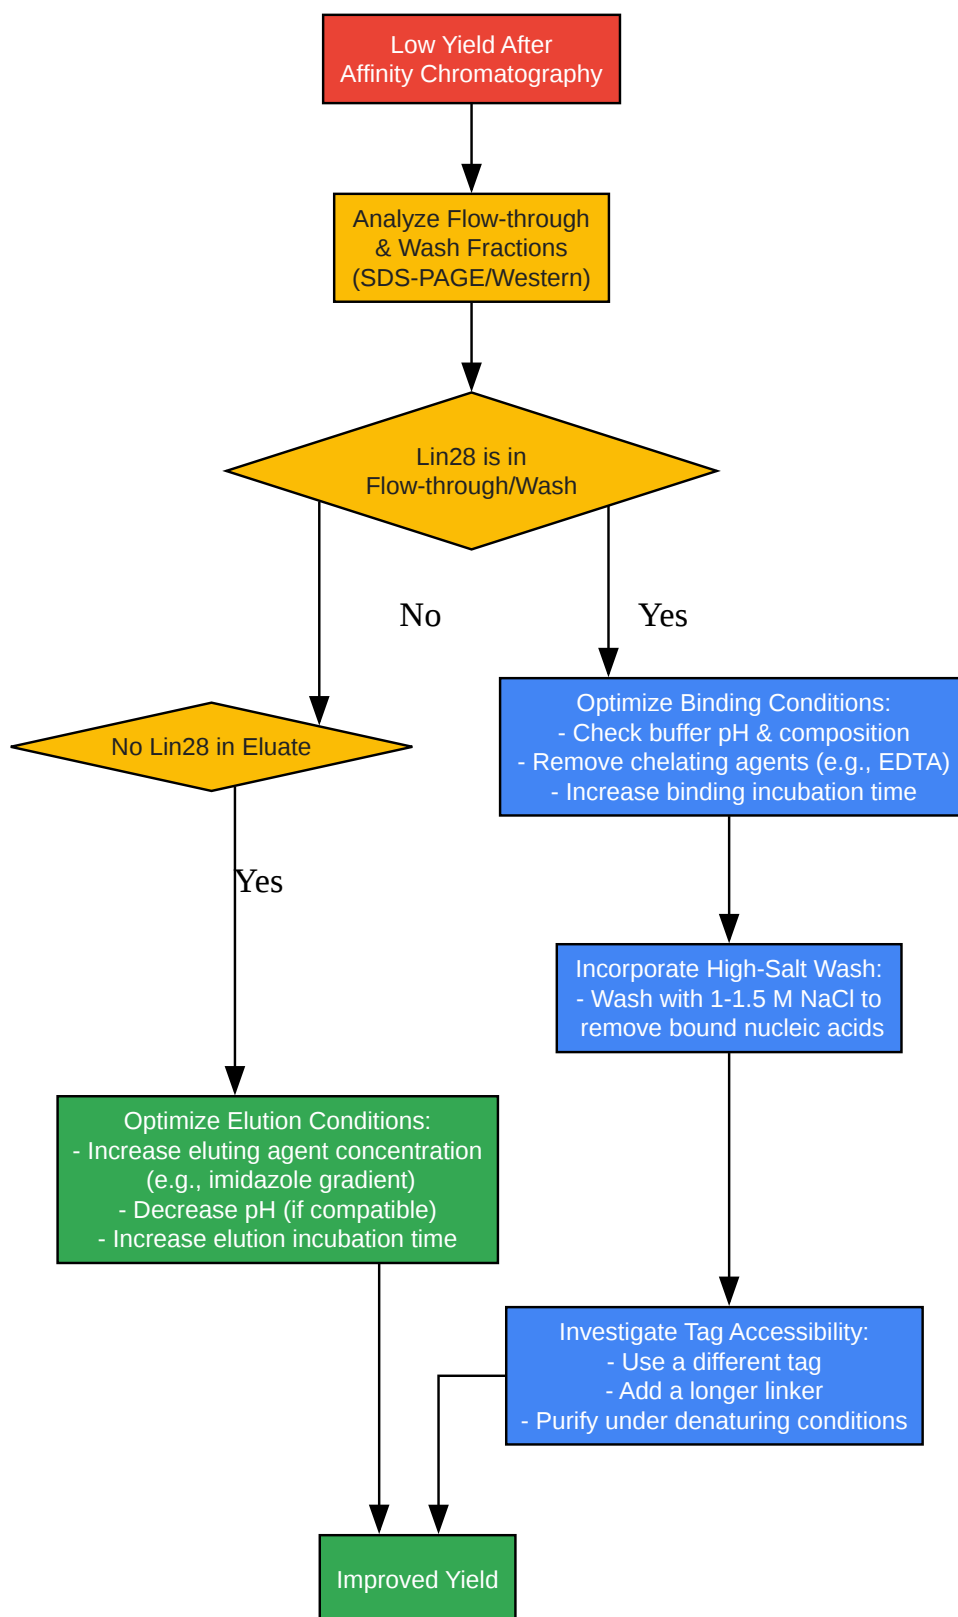 Low Yield After
Affinity Chromatography
Analyze Flow-through
& Wash Fractions
(SDS-PAGE/Western)
Lin28 is in
Flow-through/Wash
No
Yes
Optimize Binding Conditions:
- Check buffer pH & composition
- Remove chelating agents (e.g., EDTA)
- Increase binding incubation time
No Lin28 in Eluate
Yes
Incorporate High-Salt Wash:
- Wash with 1-1.5 M NaCl to
remove bound nucleic acids
Optimize Elution Conditions:
- Increase eluting agent concentration
(e.g., imidazole gradient)
- Decrease pH (if compatible)
- Increase elution incubation time
Investigate Tag Accessibility:
- Use a different tag
- Add a longer linker
- Purify under denaturing conditions
Improved Yield